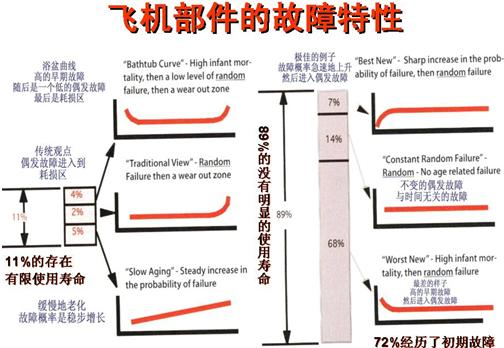 飞机部件的故障特性
浴盆曲线
高的早期故障
随后是一个低的偶发故障
最后是耗损区
"Bathtub Curve" - High infant mor-
tality, then a low level of random
failure, then a wear out zone
传统观点
偶发故障进入到
耗损区
"Traditional View" - Random
Failure then a wear out zone
4%
2%
5%
11%
11%的存在
有限使用寿命
"Slow Aging" - Steady increase in
the probability of failure
缓慢地老化
故障概率是稳步增长
极佳的例子
故障概率急速地上升
然后进入偶发故障
"Best New" - Sharp increase in the prob-
ability of failure, then random failure
7%
14%
89%
68%
89%的没有明显的使用寿命
"Constant Random Failure" -
Random - No age related failure
不变的偶发故障
与时间无关的故障
"Worst New" - High infant mor-
tality, then random failure
最差的样子
高的早期故障
然后进入偶发故障
72%经历了初期故障